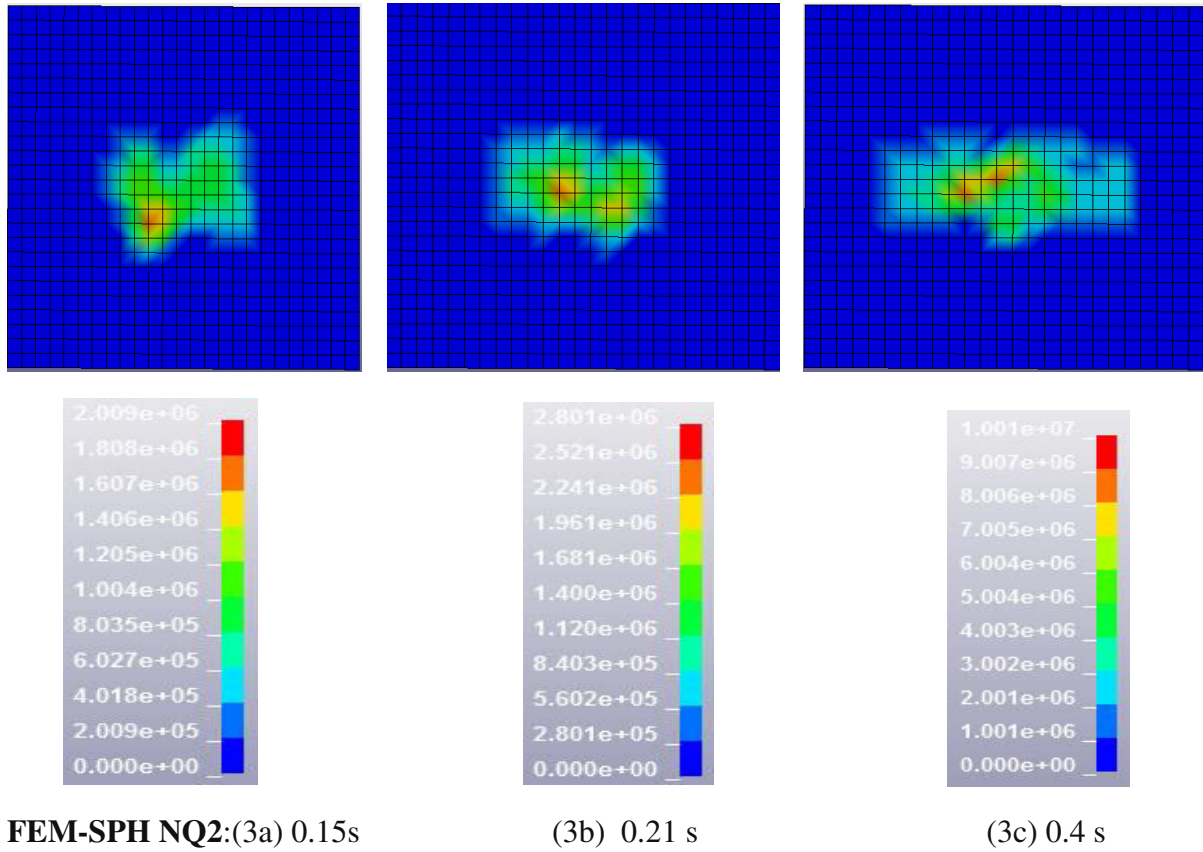 2.009e+06
1.808e+06
1.607e+06
1.406e+06
1.205e+06
1.004e+06
8.035e+05
6.027e+05
4.018e+05
2.009e+05
0.000e+00
2.801e+06
2.521e+06
2.241e+06
1.961e+06
1.681e+06
1.400e+06
1.120e+06
8.403e+05
5.602e+05
2.801e+05
0.000e+00
1.001e+07
9.007e+06
8.006e+06
7.005e+06
6.004e+06
5.004e+06
4.003e+06
3.002e+06
2.001e+06
1.001e+06
0.000e+00
FEM-SPH NQ2:(3a) 0.15s (3b) 0.21 s (3c) 0.4 s